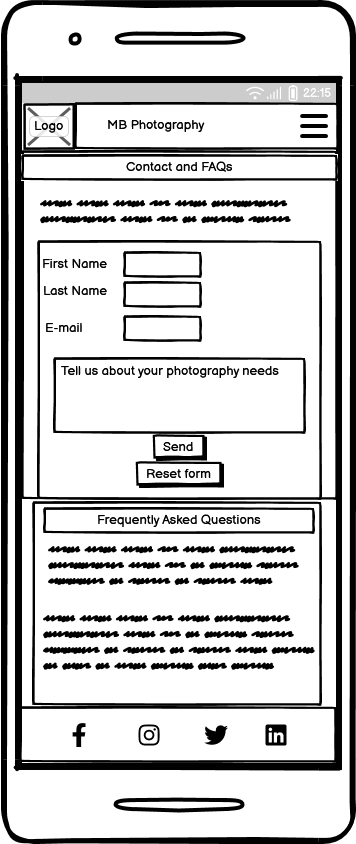 22:15
Logo
MB Photography
Contact and FAQs
First Name
Last Name
E-mail
Tell us about your photography needs
Send
Reset form
Frequently Asked Questions